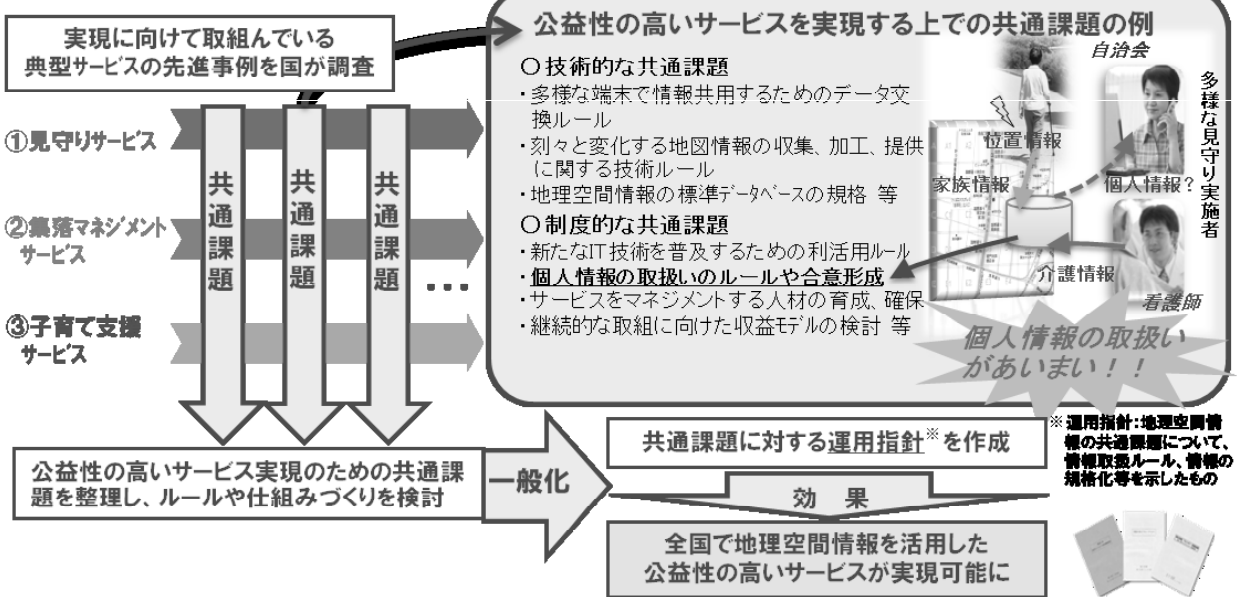 実現に向けて取組んでいる
典型サービスの先進事例を国が調査
①見守りサービス
②集落マネジメント
サービス
③子育て支援
サービス
共通課題
共通課題
共通課題
・・・
公益性の高いサービスを実現する上での共通課題の例
〇技術的な共通課題
・多様な端末で情報共用するためのデータ交
換ルール
・刻々と変化する地図情報の収集、加工、提供
に関する技術ルール
・地理空間情報の標準データベースの規格 等
〇制度的な共通課題
・新たなIT技術を普及するための利活用ルール
・個人情報の取扱いのルールや合意形成
・サービスをマネジメントする人材の育成、確保
・継続的な取組に向けた収益モデルの検討 等
自治会
多様な見守り実施者
位置情報
家族情報
個人情報?
介護情報
看護師
個人情報の取扱い
があいまい!!
公益性の高いサービス実現のための共通課
題を整理し、ルールや仕組みづくりを検討
一般化
共通課題に対する運用指針※を作成
効 果
全国で地理空間情報を活用した
公益性の高いサービスが実現可能に
※運用指針:地理空間情
報の共通課題について、
情報取扱ルール、情報の
規格化等を示したもの